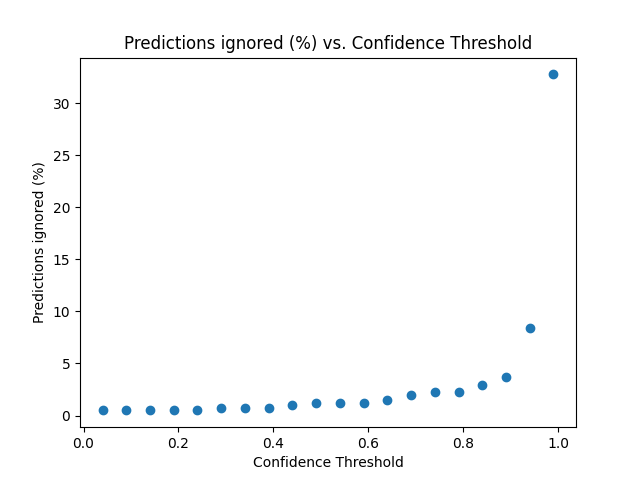 Predictions ignored (%) vs. Confidence Threshold
Predictions ignored (%)
30
25
20
15
10
5
0
0.0 0.2 0.4 0.6 0.8 1.0
Confidence Threshold